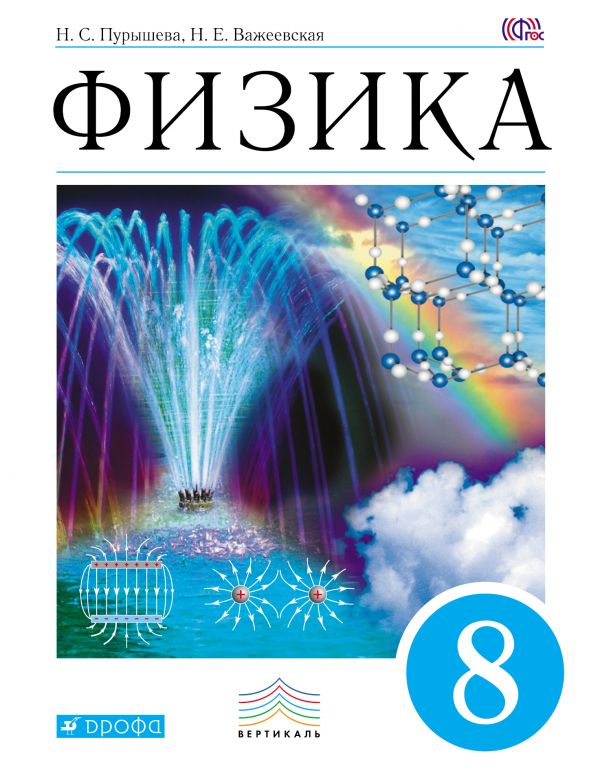 Н. С. Пурышева, Н. Е. Важеевская
ФГОС
ФИЗИКА
8
ДРОФА
ВЕРТИКАЛЬ